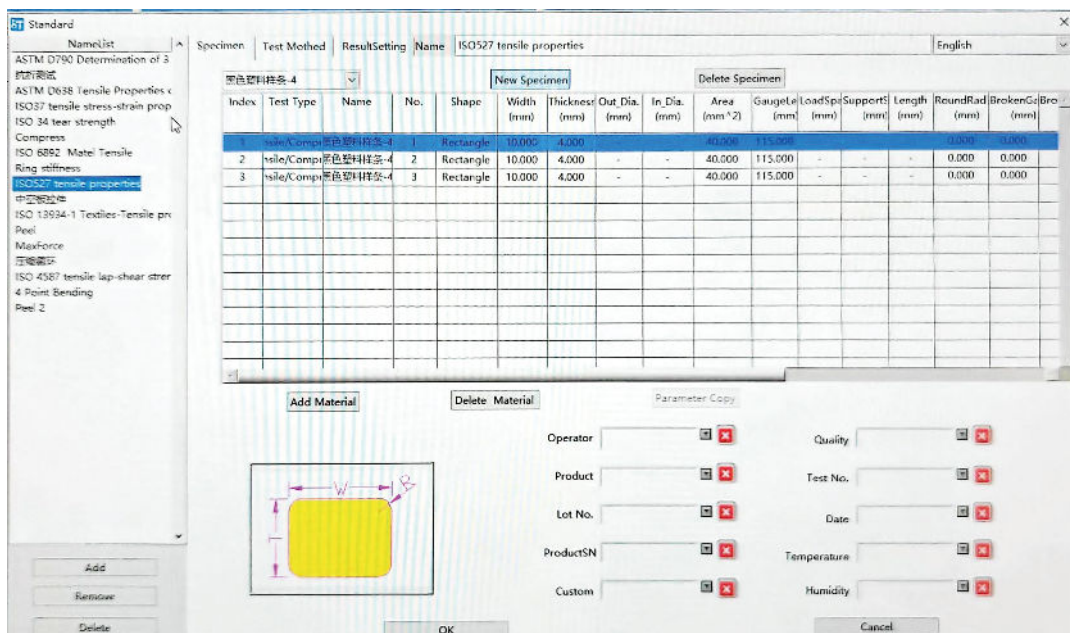 Standard
NameList
ASTM D790 Determination of 3
抗折测试
ASTM D638 Tensile Properties c
ISO37 tensile stress-strain prop
ISO 34 tear strength
Compress
ISO 6892 Matel Tensile
Ring stiffness
ISO527 tensile properties
中空板拉伸
ISO 13934-1 Textiles-Tensile pro
Peel
MaxForce
压缩循环
ISO 4587 tensile lap-shear stren
4 Point Bending
Peel 2
Add
Remove
Delete
Specimen Test Mothed ResultSetting Name ISO527 tensile properties English
黑色塑料样条-4 New Specimen Delete Specimen
Index Test Type Name No. Shape Width (mm) Thickness (mm) Out_Dia. (mm) In_Dia. (mm) Area (mm^2) GaugeLe (mm) LoadSpa (mm) SupportS (mm) Length (mm) RoundRad (mm) BrokenGa (mm) Bro
1 nsile/Compr 黑色塑料样条-4 1 Rectangle 10.000 4.000 40.000 115.000 0.000 0.000
2 nsile/Compr 黑色塑料样条-4 2 Rectangle 10.000 4.000 - - 40.000 115.000 - - - 0.000 0.000
3 nsile/Compr 黑色塑料样条-4 3 Rectangle 10.000 4.000 - - 40.000 115.000 - - - 0.000 0.000
Add Material Delete Material Parameter Copy
W
R
T
Operator
Product
Lot No.
ProductSN
Custom
Quality
Test No.
Date
Temperature
Humidity
OK Cancel